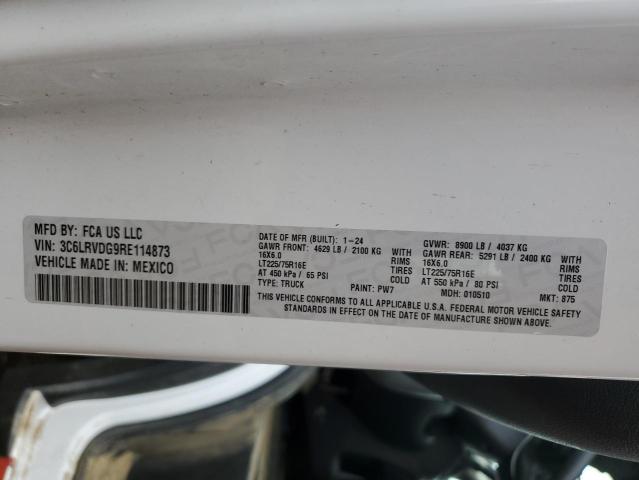 MFD BY: FCA US LLC
VIN: 3C6LRVDG9RE114873
VEHICLE MADE IN: MEXICO
DATE OF MFR (BUILT): 1-24
GVWR: 8900 LB / 4037 KG
GAWR FRONT: 4629 LB / 2100 KG WITH
GAWR REAR: 5291 LB / 2400 KG WITH
16X6.0 RIMS
16X6.0 RIMS
LT225/75R16E TIRES
LT225/75R16E TIRES
AT 450 kPa / 65 PSI COLD
AT 550 kPa / 80 PSI COLD
TYPE: TRUCK PAINT: PW7 MDH: 010510 MKT: 875
THIS VEHICLE CONFORMS TO ALL APPLICABLE U.S.A. FEDERAL MOTOR VEHICLE SAFETY
STANDARDS IN EFFECT ON THE DATE OF MANUFACTURE SHOWN ABOVE.